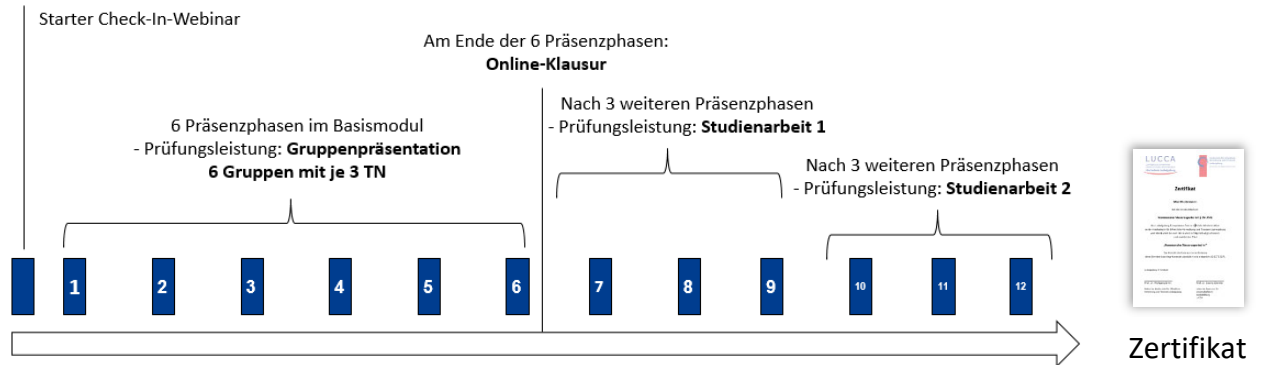 Starter Check-In-Webinar
Am Ende der 6 Präsenzphasen:
Online-Klausur
6 Präsenzphasen im Basismodul
- Prüfungsleistung: Gruppenpräsentation
6 Gruppen mit je 3 TN
Nach 3 weiteren Präsenzphasen
- Prüfungsleistung: Studienarbeit 1
Nach 3 weiteren Präsenzphasen
- Prüfungsleistung: Studienarbeit 2
1 2 3 4 5 6 7 8 9 10 11 12
LUCCA
Zertifikat
Zertifikat